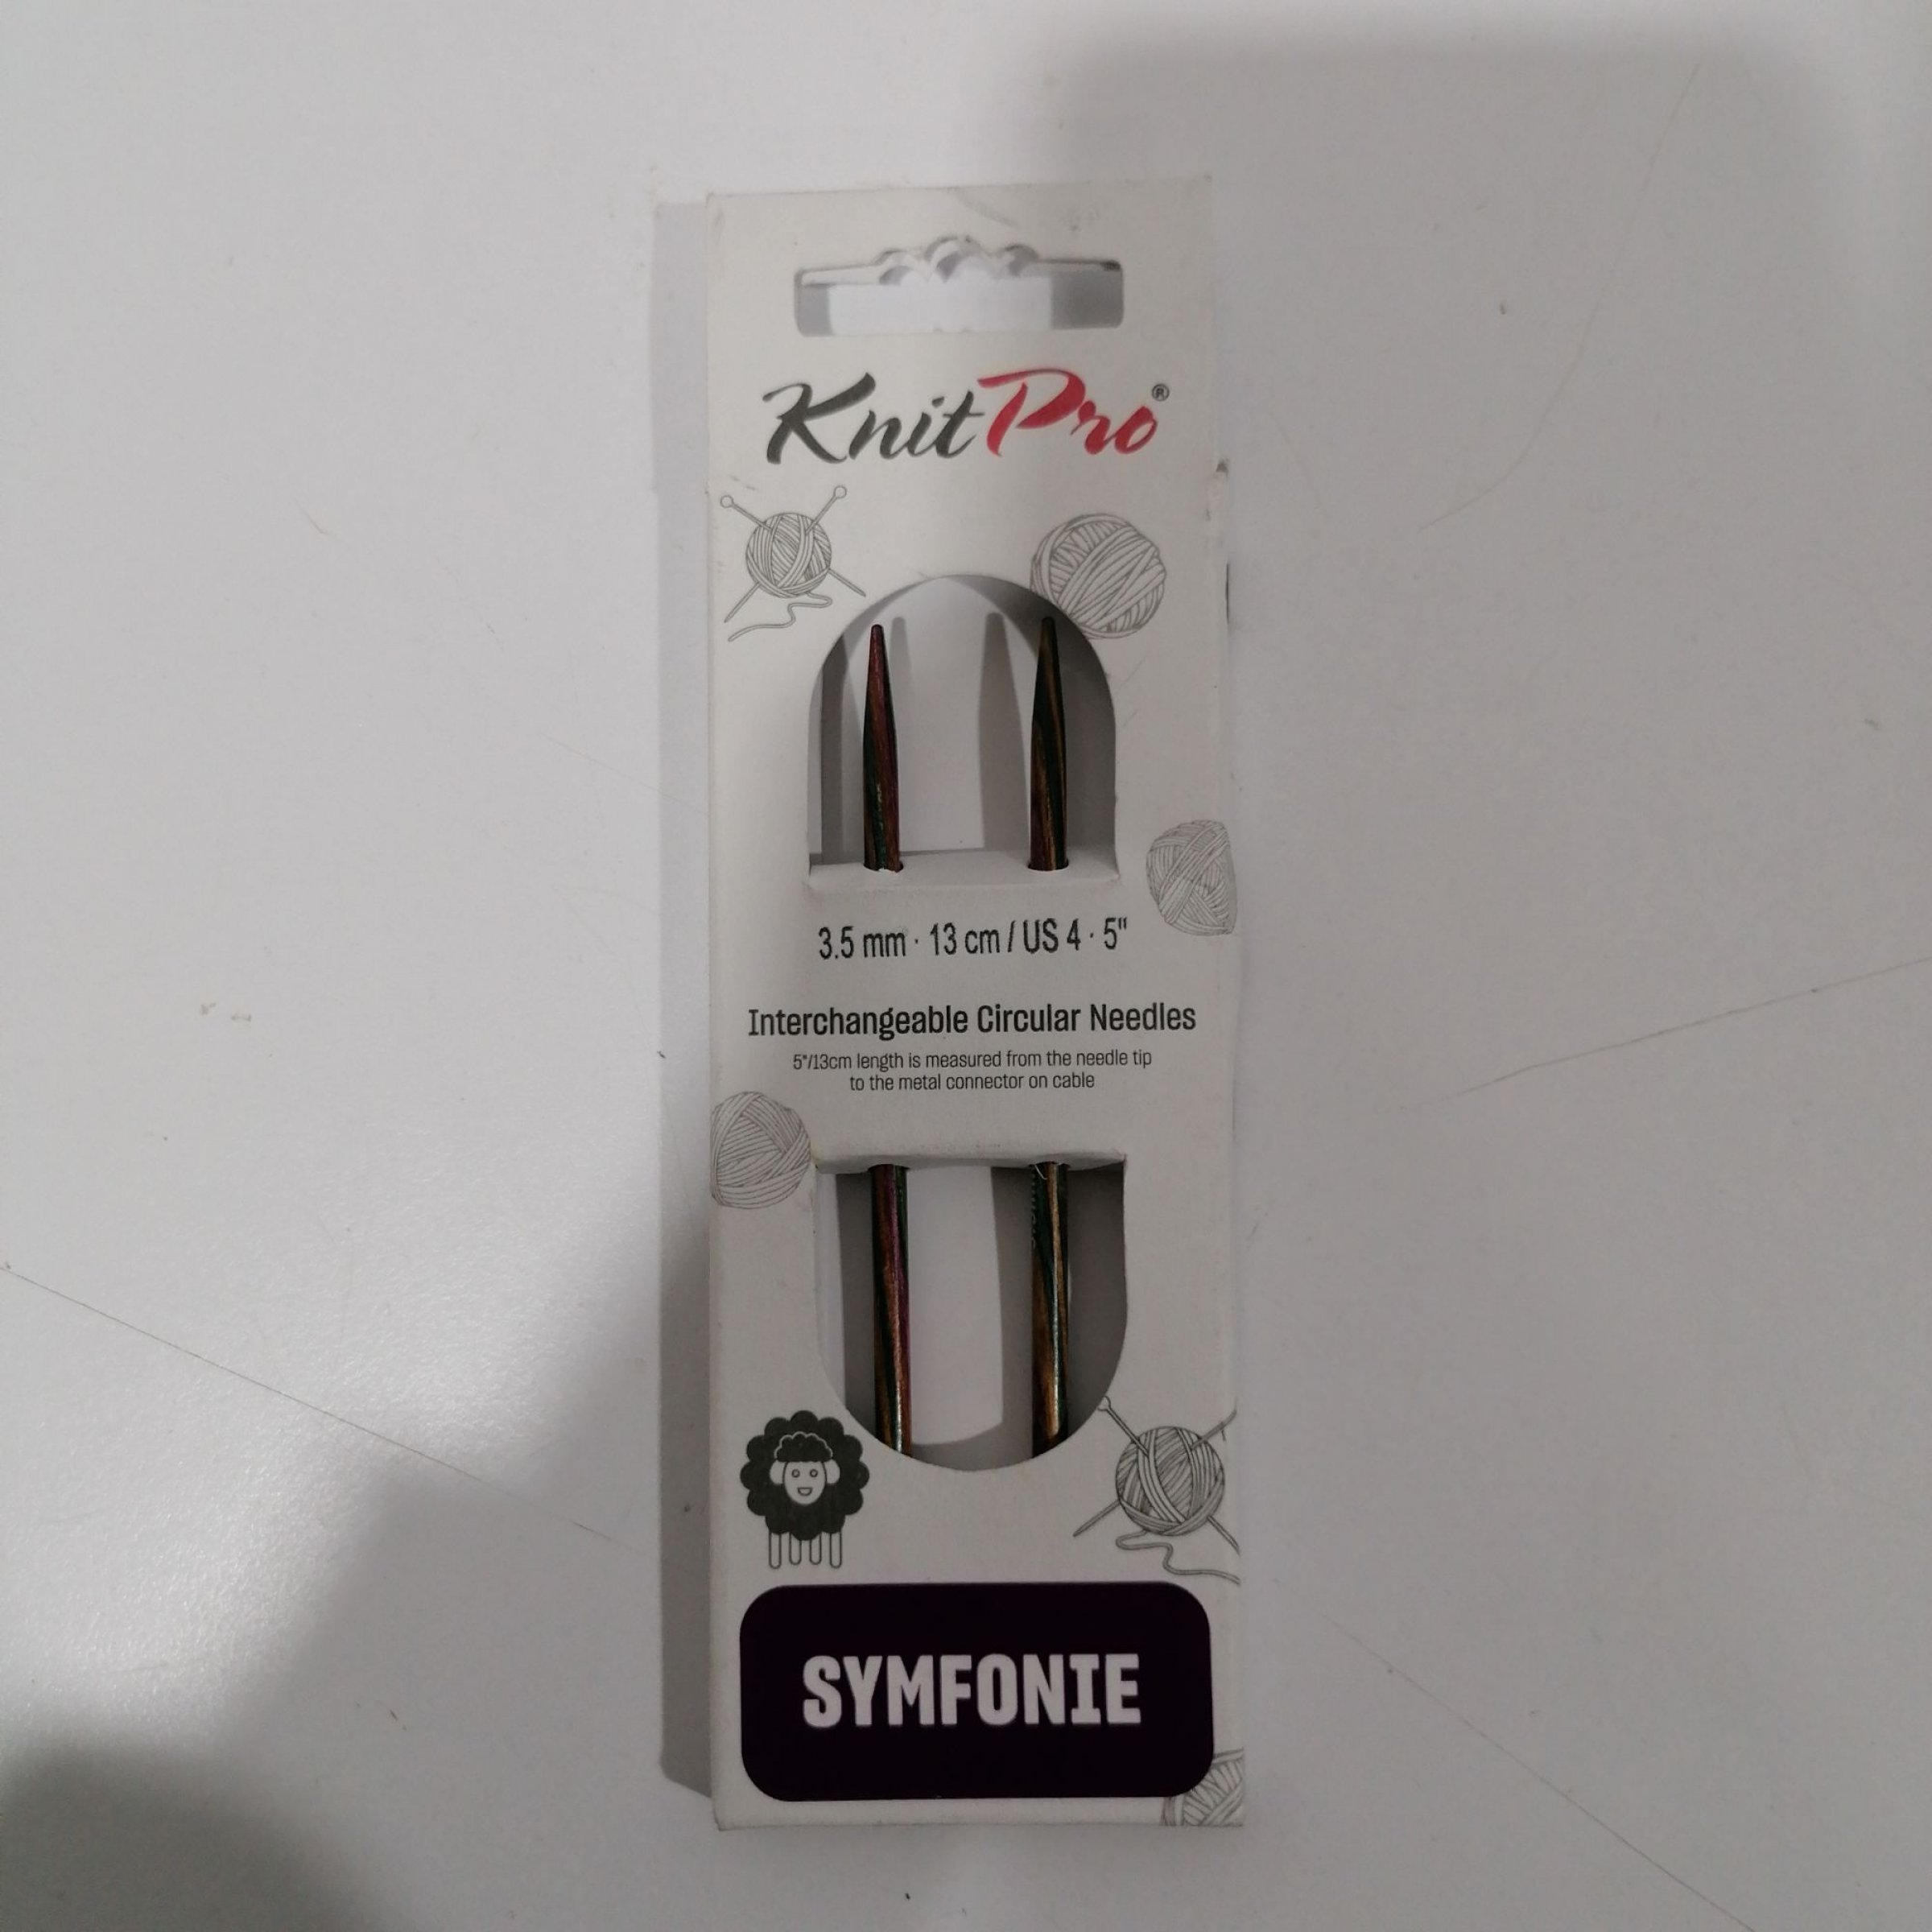 KnitPro®
3.5 mm · 13 cm / US 4 · 5"
Interchangeable Circular Needles
5"/13cm length is measured from the needle tip
to the metal connector on cable
SYMFONIE